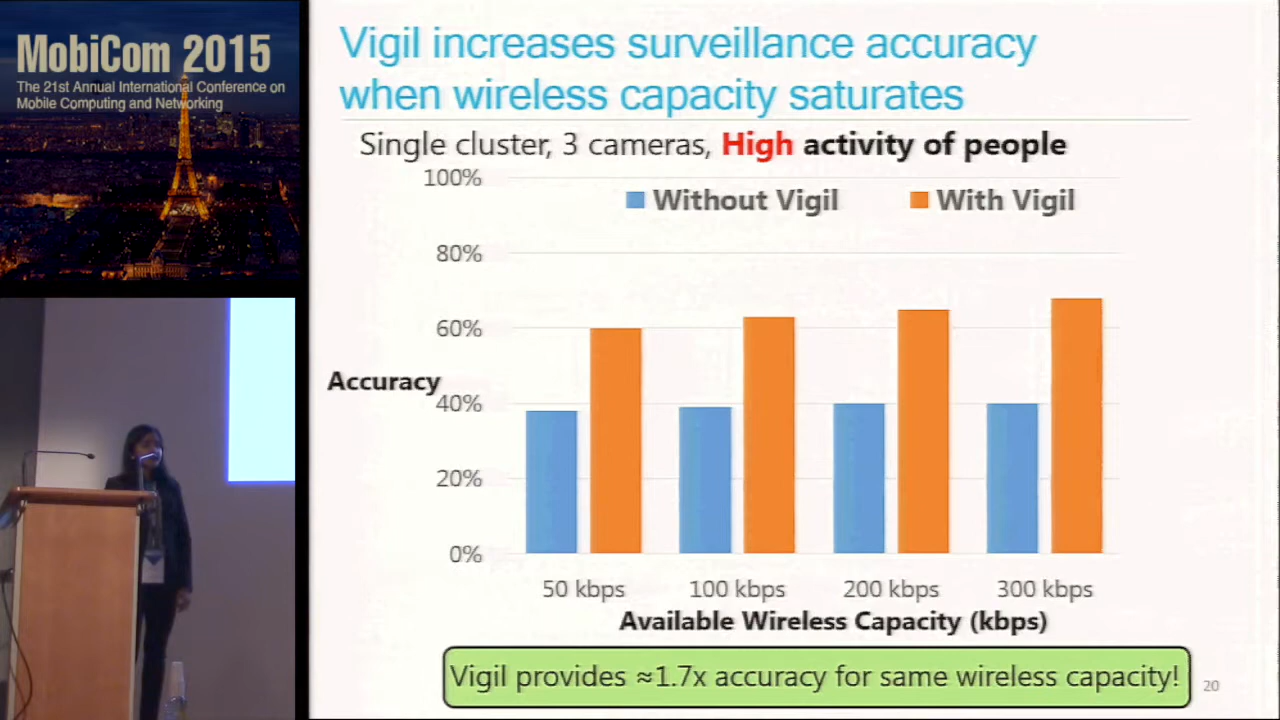 MobiCom 2015
The 21st Annual International Conference on
Mobile Computing and Networking
Vigil increases surveillance accuracy
when wireless capacity saturates
Single cluster, 3 cameras, High activity of people
100%
Without Vigil
With Vigil
80%
60%
Accuracy
40%
20%
0%
50 kbps
100 kbps
200 kbps
300 kbps
Available Wireless Capacity (kbps)
Vigil provides ≈1.7x accuracy for same wireless capacity!
20